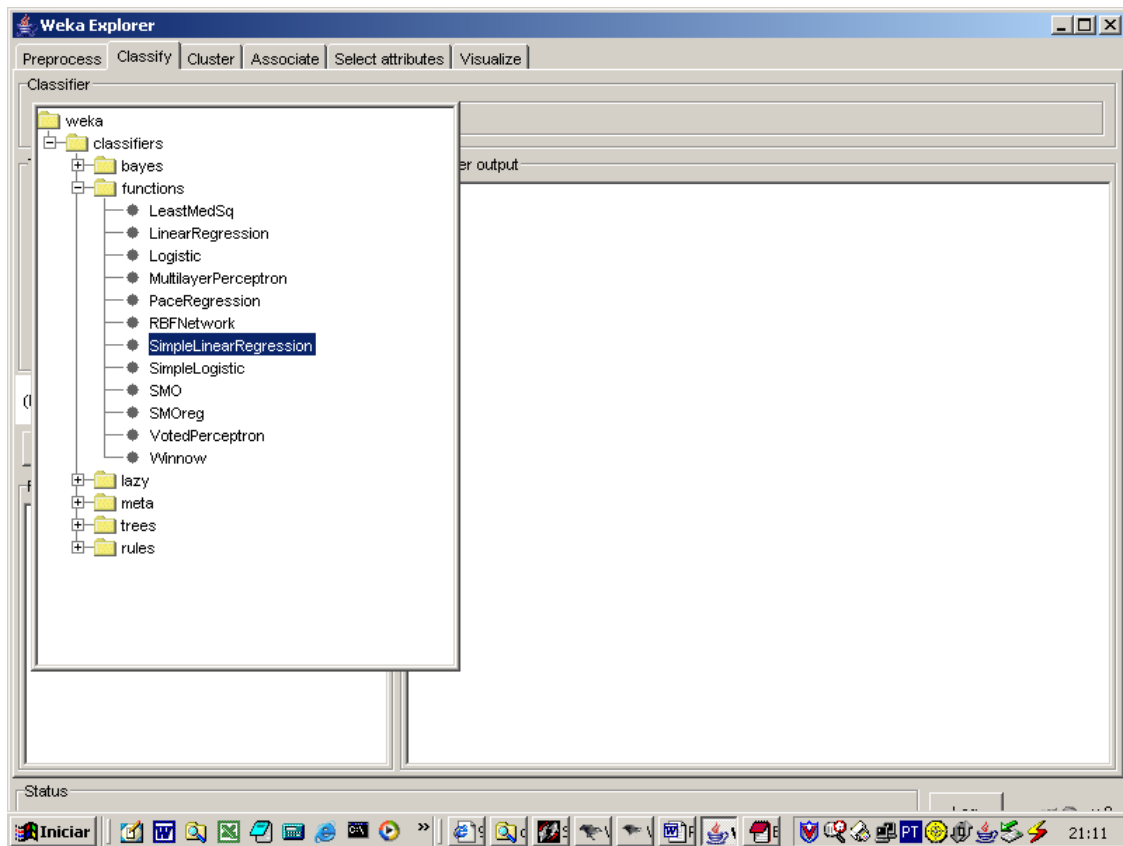 Weka Explorer
Preprocess Classify Cluster Associate Select attributes Visualize
Classifier
weka
classifiers
bayes
er output
functions
LeastMedSq
LinearRegression
Logistic
MultilayerPerceptron
PaceRegression
RBFNetwork
SimpleLinearRegression
SimpleLogistic
SMO
SMOreg
VotedPerceptron
Winnow
lazy
meta
trees
rules
Status
Iniciar
PT
21:11